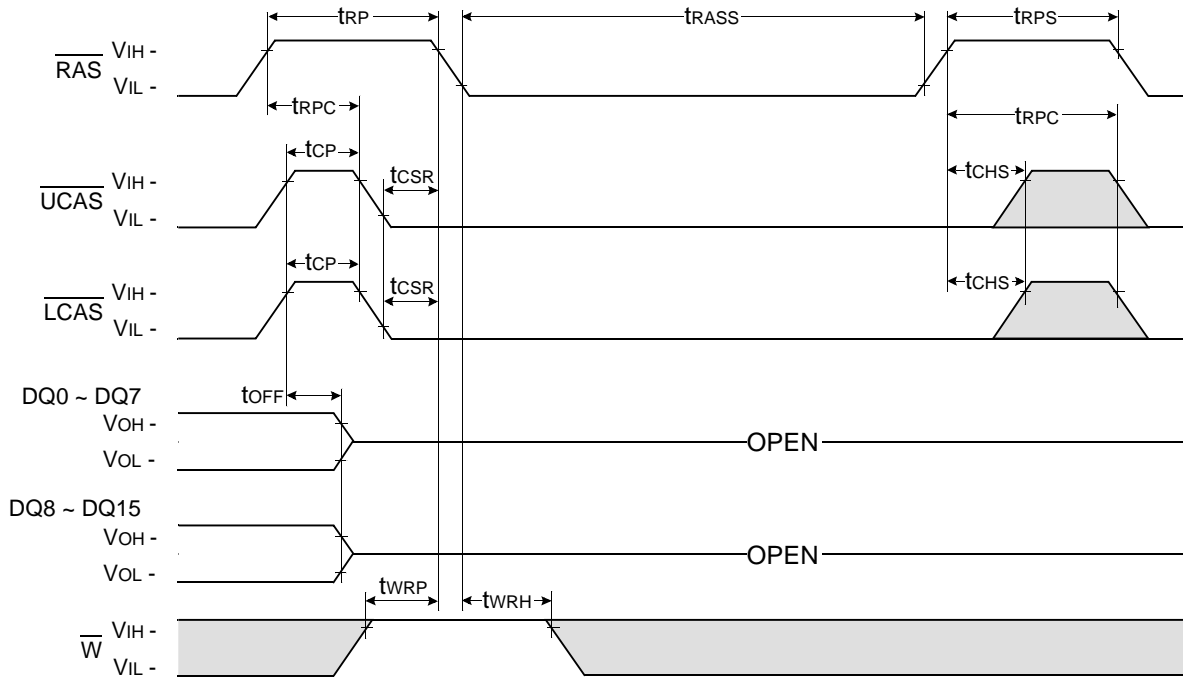 tRP
tRASS
tRPS
RAS
VIH -
VIL -
tRPC
tRPC
tCP
tCSR
tCHS
UCAS
VIH -
VIL -
tCP
tCSR
tCHS
LCAS
VIH -
VIL -
DQ0 ~ DQ7
tOFF
VOH -
VOL -
OPEN
DQ8 ~ DQ15
VOH -
VOL -
OPEN
tWRP
tWRH
W
VIH -
VIL -